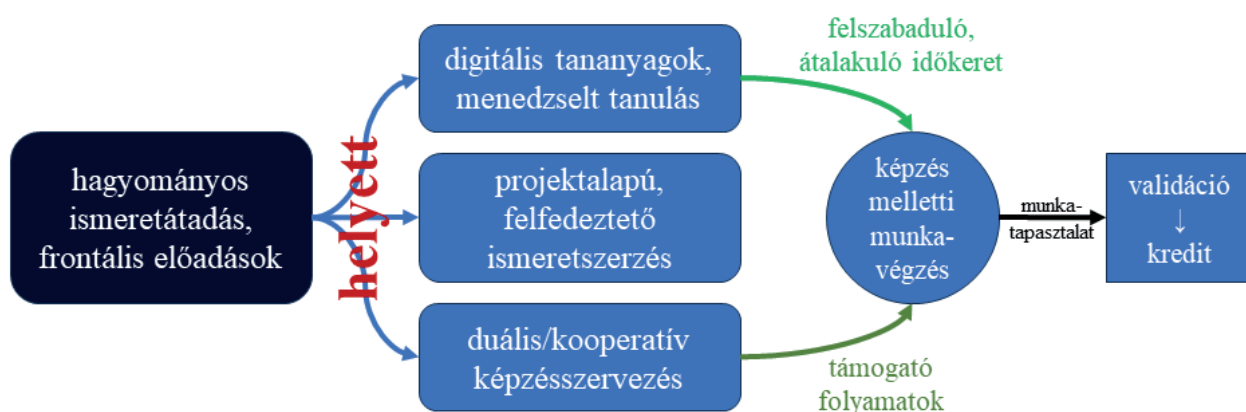 hagyományos
ismeretátadás,
frontális előadások
helyett
digitális tananyagok,
menedzselt tanulás
projektalapú,
felfedeztető
ismeretszerzés
duális/kooperatív
képzésszervezés
felszabaduló,
átalakuló időkeret
támogató
folyamatok
képzés
melletti
munka-
végzés
munka-
tapasztalat
validáció
↓
kredit